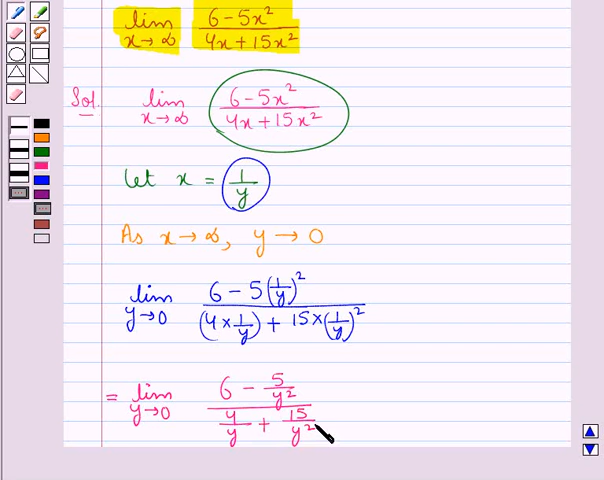 lim x→∞ (6 − 5x²)/(4x + 15x²)
Sol. lim x→∞ (6 − 5x²)/(4x + 15x²)
Let x = 1/y
As x→∞, y → 0
lim y→0 (6 − 5(1/y)²)/((4 × 1/y) + 15 × (1/y)²)
= lim y→0 (6 − 5/y²)/(4/y + 15/y²)